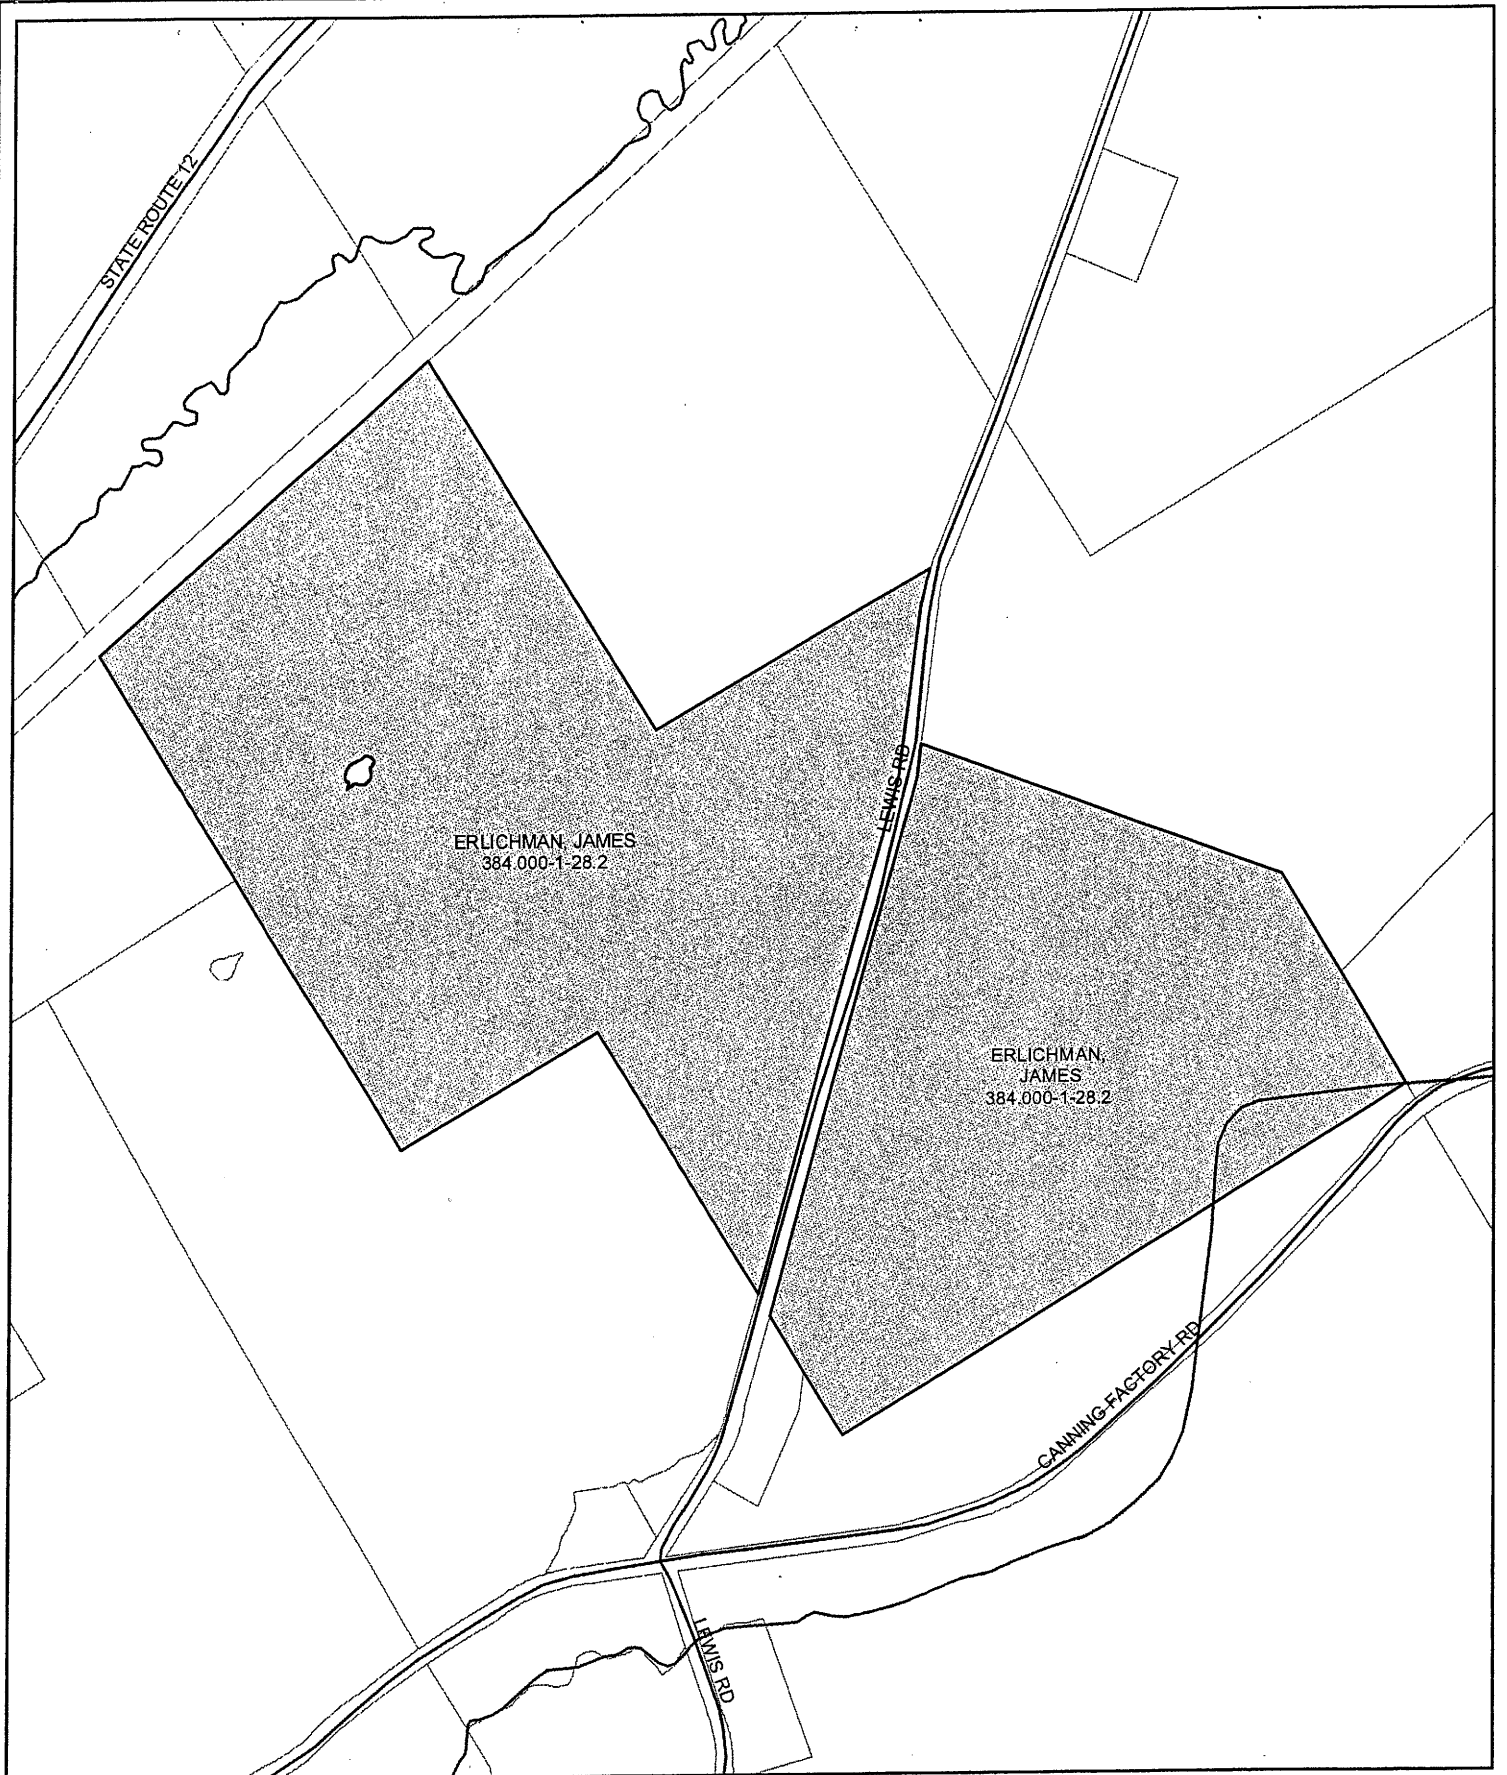 STATE ROUTE 12
LEWIS RD
ERLICHMAN, JAMES
384.000-1-28.2
ERLICHMAN,
JAMES
384.000-1-28.2
CANNING FACTORY RD
LEWIS RD